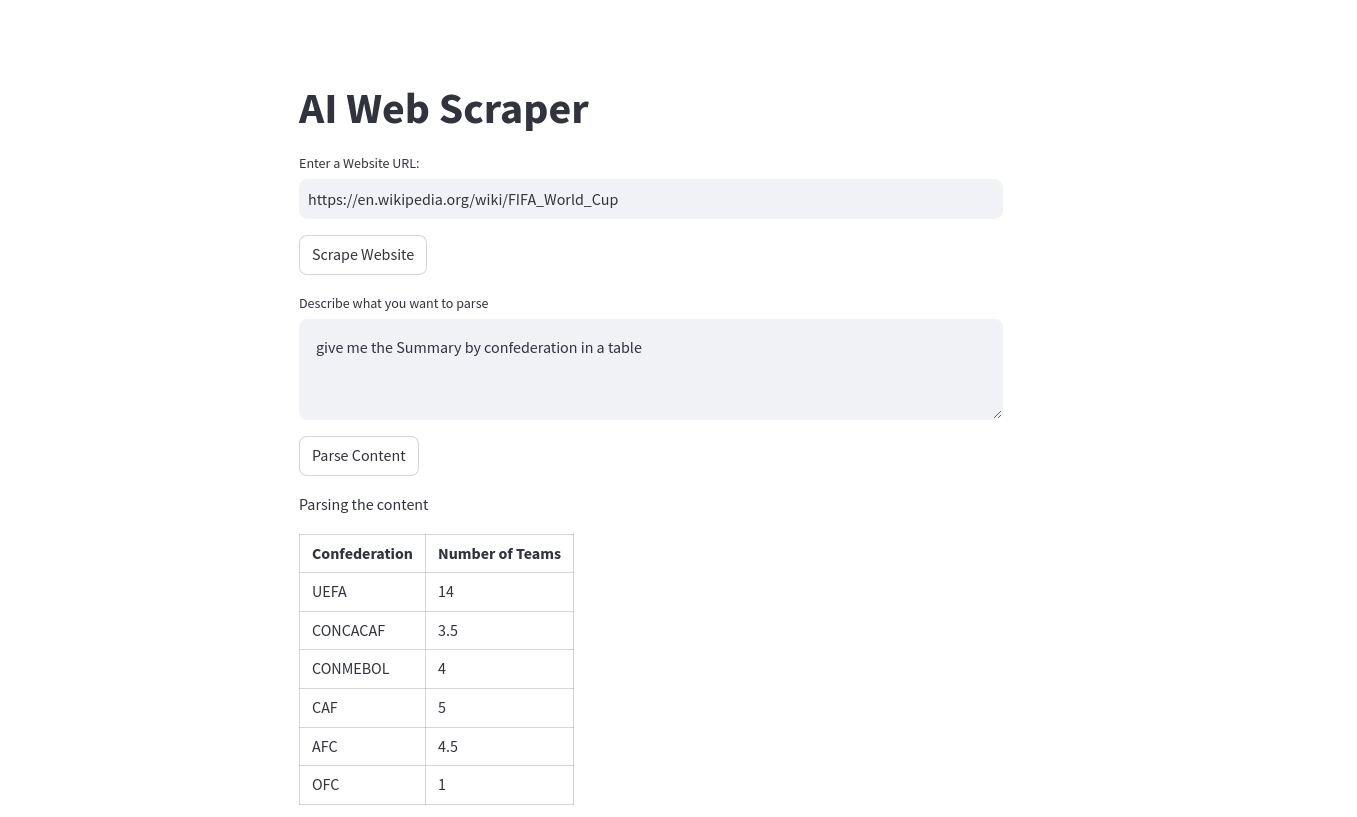 AI Web Scraper
Enter a Website URL:
https://en.wikipedia.org/wiki/FIFA_World_Cup
Scrape Website
Describe what you want to parse
give me the Summary by confederation in a table
Parse Content
Parsing the content
Confederation Number of Teams
UEFA 14
CONCACAF 3.5
CONMEBOL 4
CAF 5
AFC 4.5
OFC 1